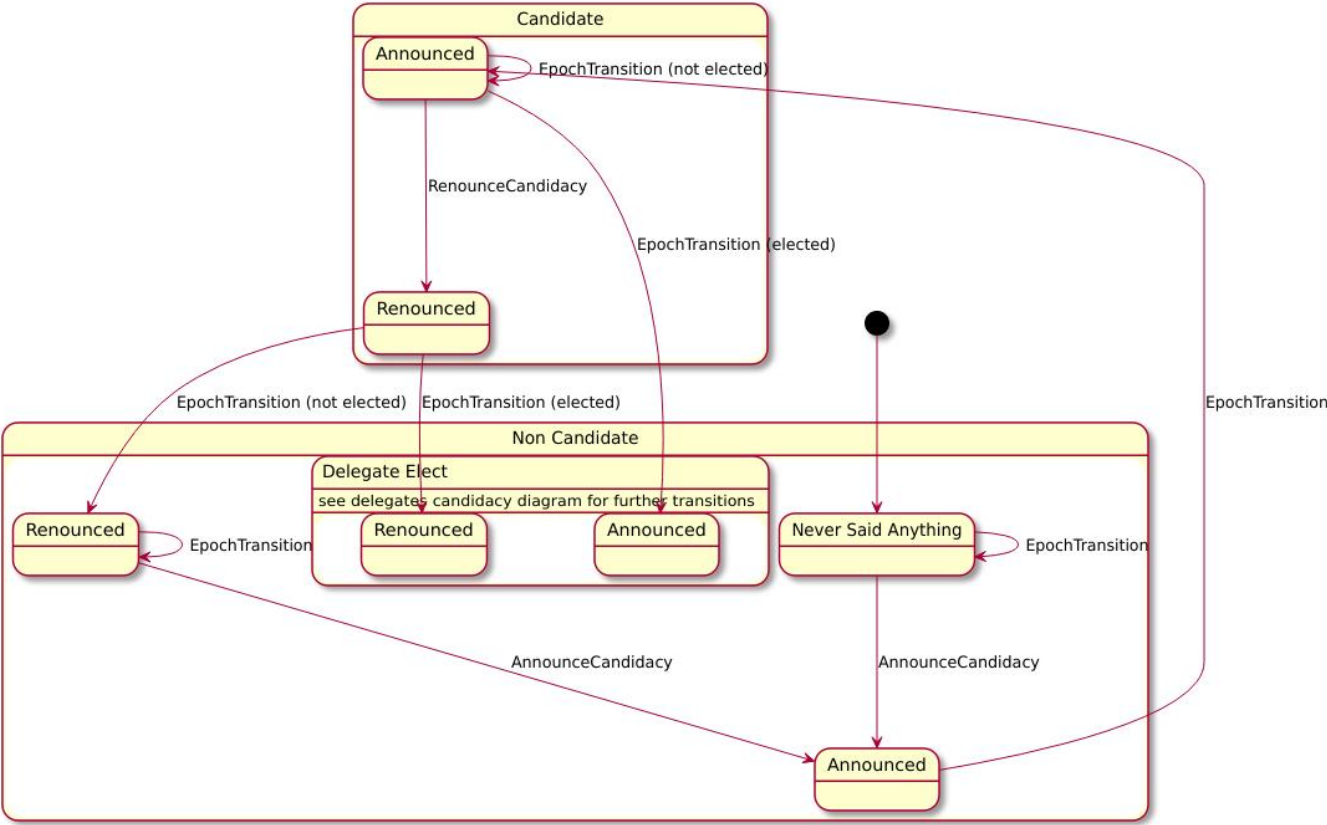 Candidate
Announced
EpochTransition (not elected)
RenounceCandidacy
EpochTransition (elected)
Renounced
EpochTransition (not elected)
EpochTransition (elected)
EpochTransition
Non Candidate
Delegate Elect
see delegates candidacy diagram for further transitions
Renounced
EpochTransition
Renounced
Announced
Never Said Anything
EpochTransition
AnnounceCandidacy
AnnounceCandidacy
Announced